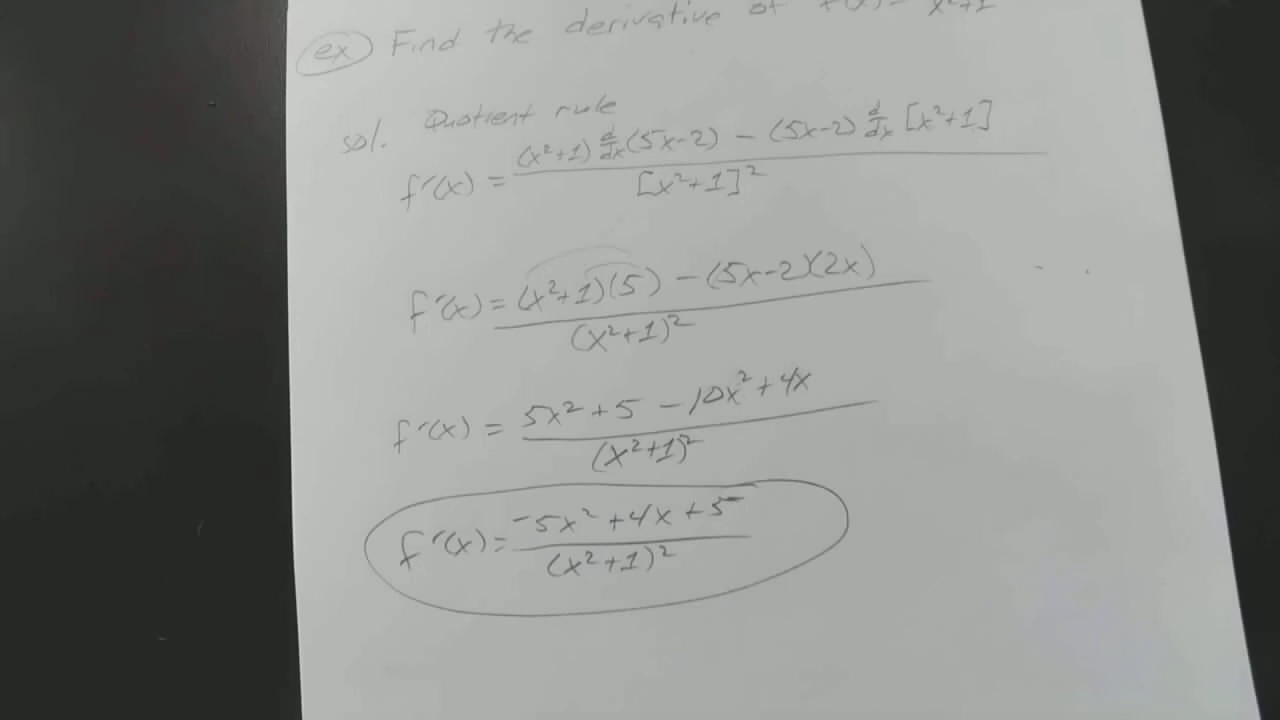 ex Find the derivative of f(x) = x²+1
sol. Quotient rule
f'(x) = (x²+1) d/dx (5x-2) - (5x-2) d/dx [x²+1] / [x²+1]²
f'(x) = (x²+1)(5) - (5x-2)(2x) / (x²+1)²
f'(x) = 5x² + 5 - 10x² + 4x / (x²+1)²
f'(x) = -5x² + 4x + 5 / (x²+1)²